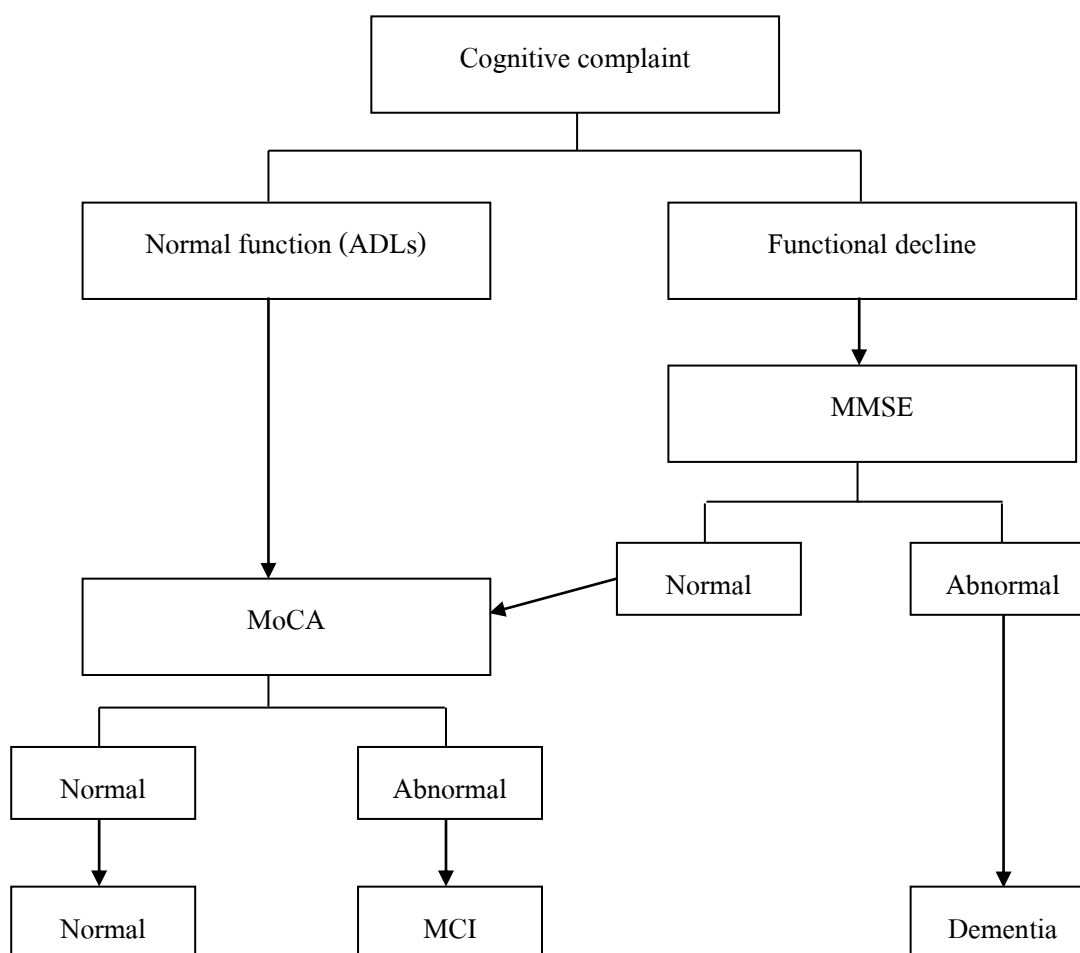 Cognitive complaint
Normal function (ADLs)
Functional decline
MMSE
Normal
Abnormal
MoCA
Normal
Abnormal
Normal
MCI
Dementia